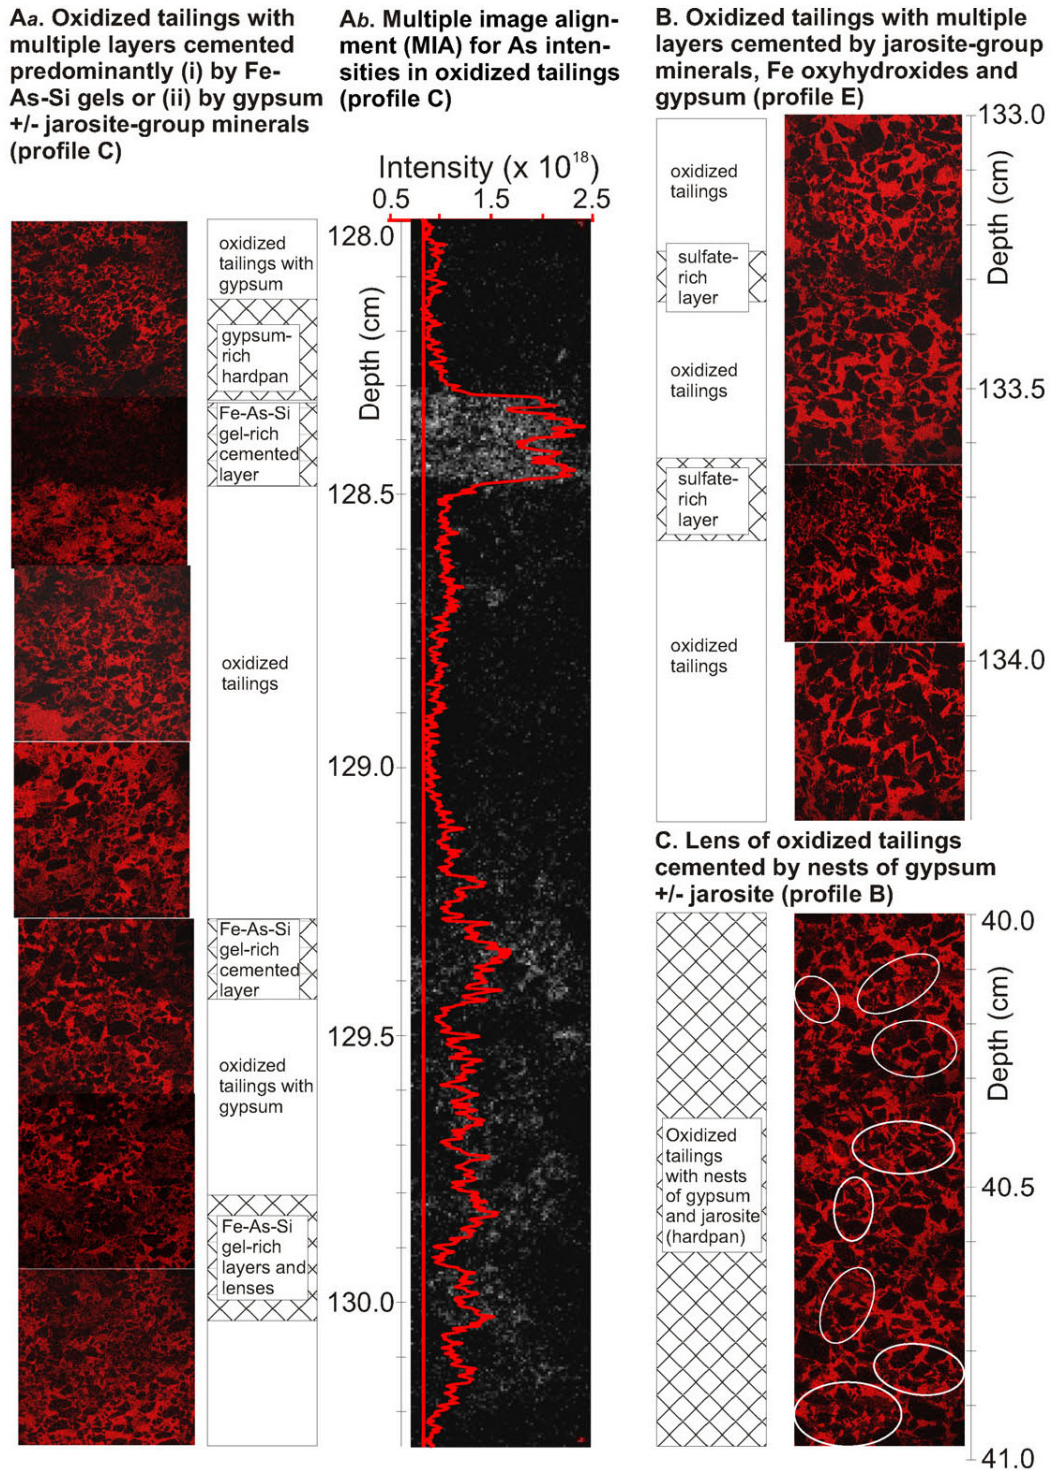 Aa. Oxidized tailings with
multiple layers cemented
predominantly (i) by Fe-
As-Si gels or (ii) by gypsum
+/- jarosite-group minerals
(profile C)
oxidized
tailings with
gypsum
gypsum-
rich
hardpan
Fe-As-Si
gel-rich
cemented
layer
oxidized
tailings
Fe-As-Si
gel-rich
cemented
layer
oxidized
tailings with
gypsum
Fe-As-Si
gel-rich
layers and
lenses
Ab. Multiple image align-
ment (MIA) for As inten-
sities in oxidized tailings
(profile C)
Intensity (x 10^18)
0.5 1.5 2.5
Depth (cm)
128.0
128.5
129.0
129.5
130.0
B. Oxidized tailings with multiple
layers cemented by jarosite-group
minerals, Fe oxyhydroxides and
gypsum (profile E)
oxidized
tailings
sulfate-
rich
layer
oxidized
tailings
sulfate-
rich
layer
oxidized
tailings
Depth (cm)
133.0
133.5
134.0
C. Lens of oxidized tailings
cemented by nests of gypsum
+/- jarosite (profile B)
Oxidized
tailings
with nests
of gypsum
and jarosite
(hardpan)
Depth (cm)
40.0
40.5
41.0